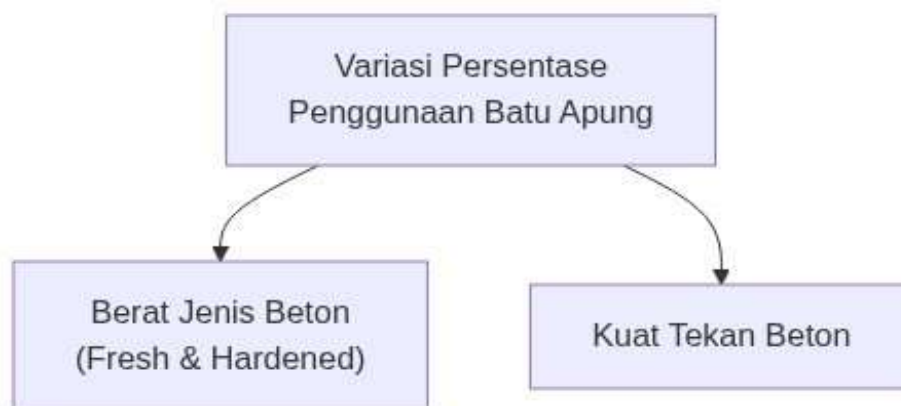 Variasi Persentase
Penggunaan Batu Apung
Berat Jenis Beton
(Fresh & Hardened)
Kuat Tekan Beton